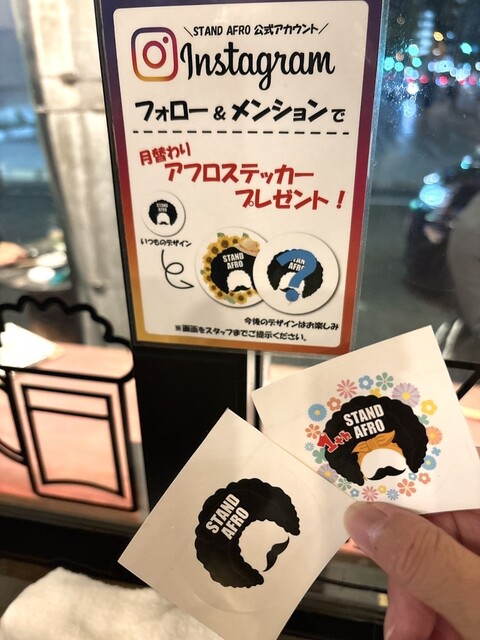 ＼STAND AFRO 公式アカウント／
Instagram
フォロー＆メンションで
月替わり
アフロステッカー
プレゼント！
STAND
AFRO
いつものデザイン
STAND
AFRO
?
今後のデザインはお楽しみ
※画面をスタッフまでご提示ください。
STAND
AFRO
1st
STAND
AFRO